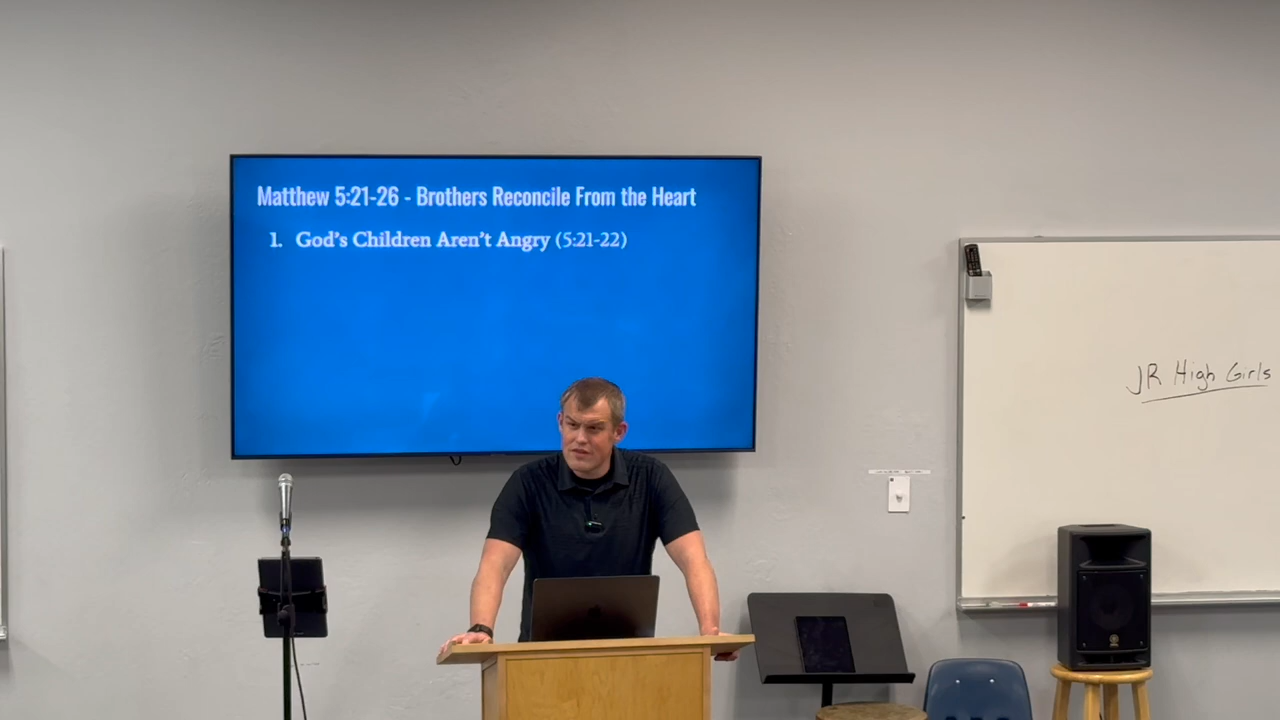 Matthew 5:21-26 - Brothers Reconcile From the Heart
1. God's Children Aren't Angry (5:21-22)
JR High Girls